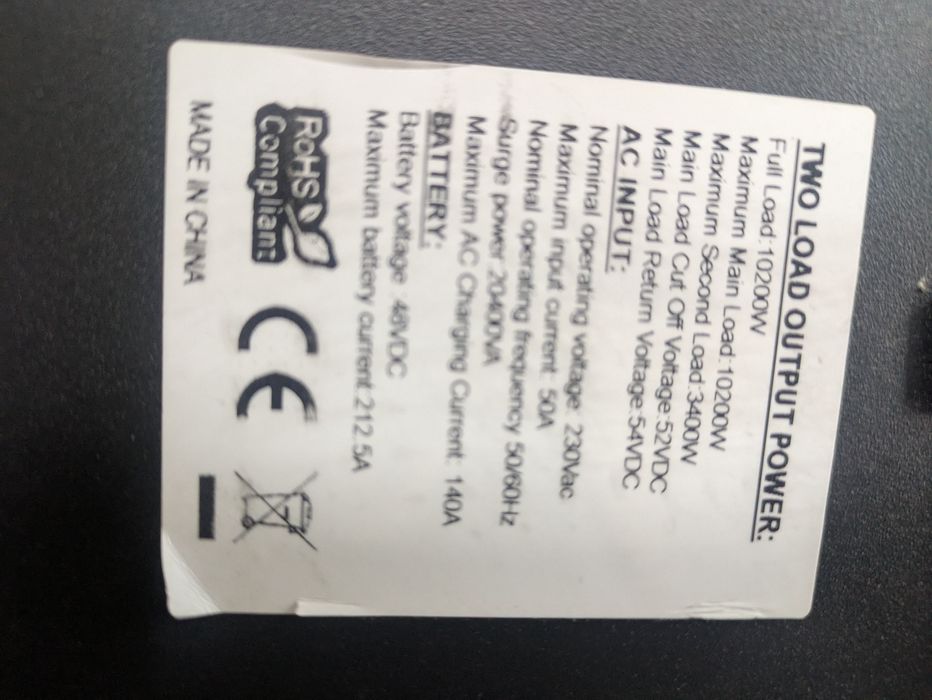 TWO LOAD OUTPUT POWER:
Full Load:10200W
Maximum Main Load:10200W
Maximum Second Load:3400W
Main Load Cut Off Voltage:52VDC
Main Load Return Voltage:54VDC
AC INPUT:
Nominal operating voltage: 230Vac
Maximum input current: 50A
Nominal operating frequency 50/60Hz
Surge power:20400VA
Maximum AC Charging Current: 140A
BATTERY:
Battery voltage :48VDC
Maximum battery current:212.5A
RoHS
Compliant
CE
MADE IN CHINA